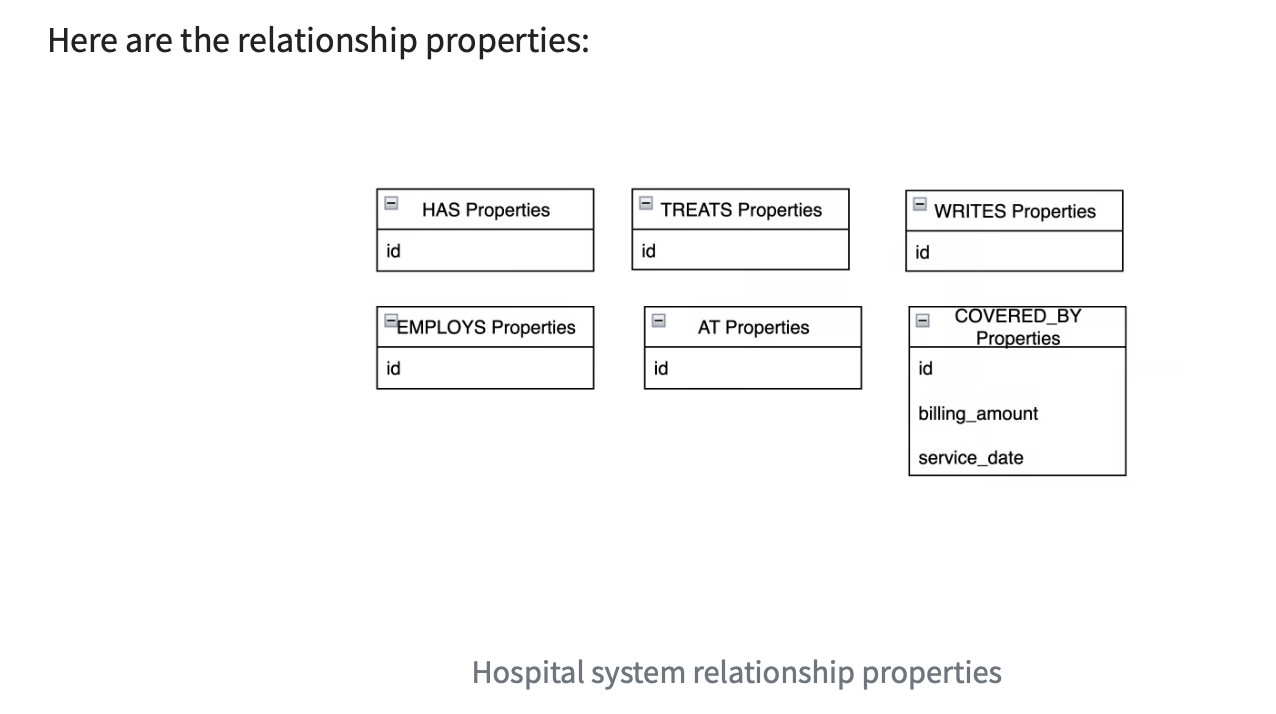 Here are the relationship properties:
HAS Properties
id
TREATS Properties
id
WRITES Properties
id
EMPLOYS Properties
id
AT Properties
id
COVERED_BY
Properties
id
billing_amount
service_date
Hospital system relationship properties